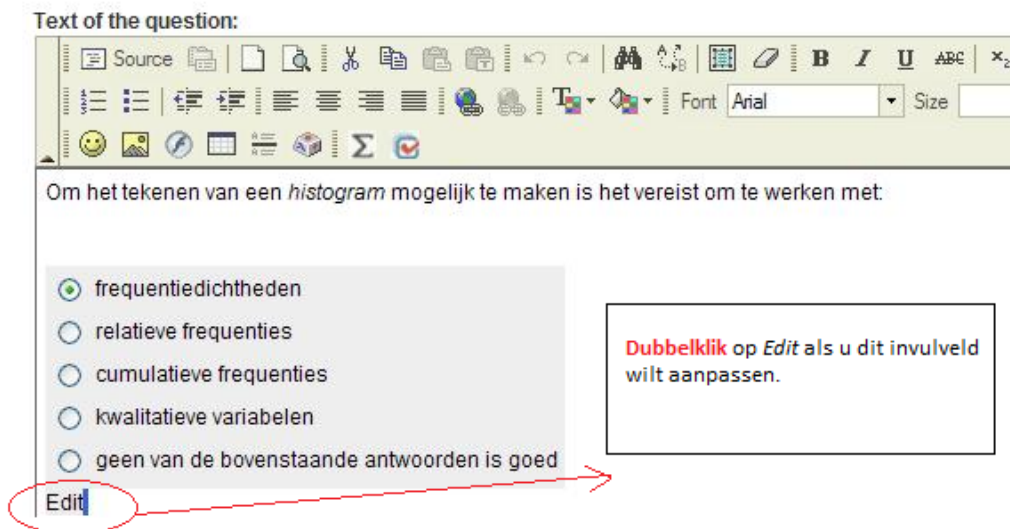 Text of the question:
Source B I U ABC x2
Font Arial Size
Om het tekenen van een histogram mogelijk te maken is het vereist om te werken met:
frequentiedichtheden
relatieve frequenties
cumulatieve frequenties
kwalitatieve variabelen
geen van de bovenstaande antwoorden is goed
Edit
Dubbelklik op Edit als u dit invulveld
wilt aanpassen.